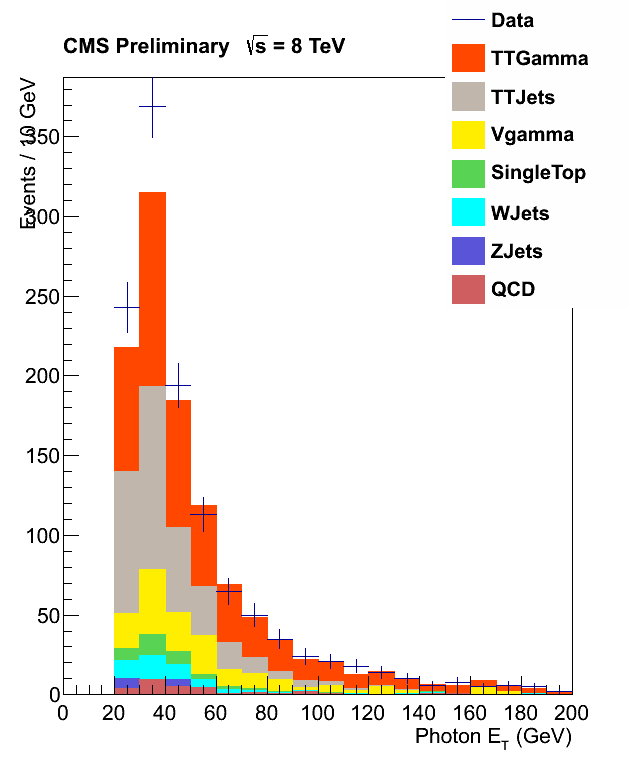 CMS Preliminary √s = 8 TeV
Data
TTGamma
TTJets
Vgamma
SingleTop
WJets
ZJets
QCD
Events / 10 GeV
350
300
250
200
150
100
50
0
0 20 40 60 80 100 120 140 160 180 200
Photon E_T (GeV)